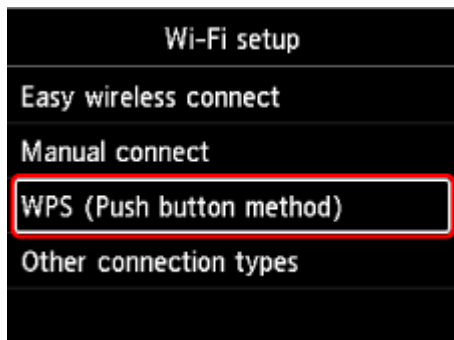 Wi-Fi setup
Easy wireless connect
Manual connect
WPS (Push button method)
Other connection types